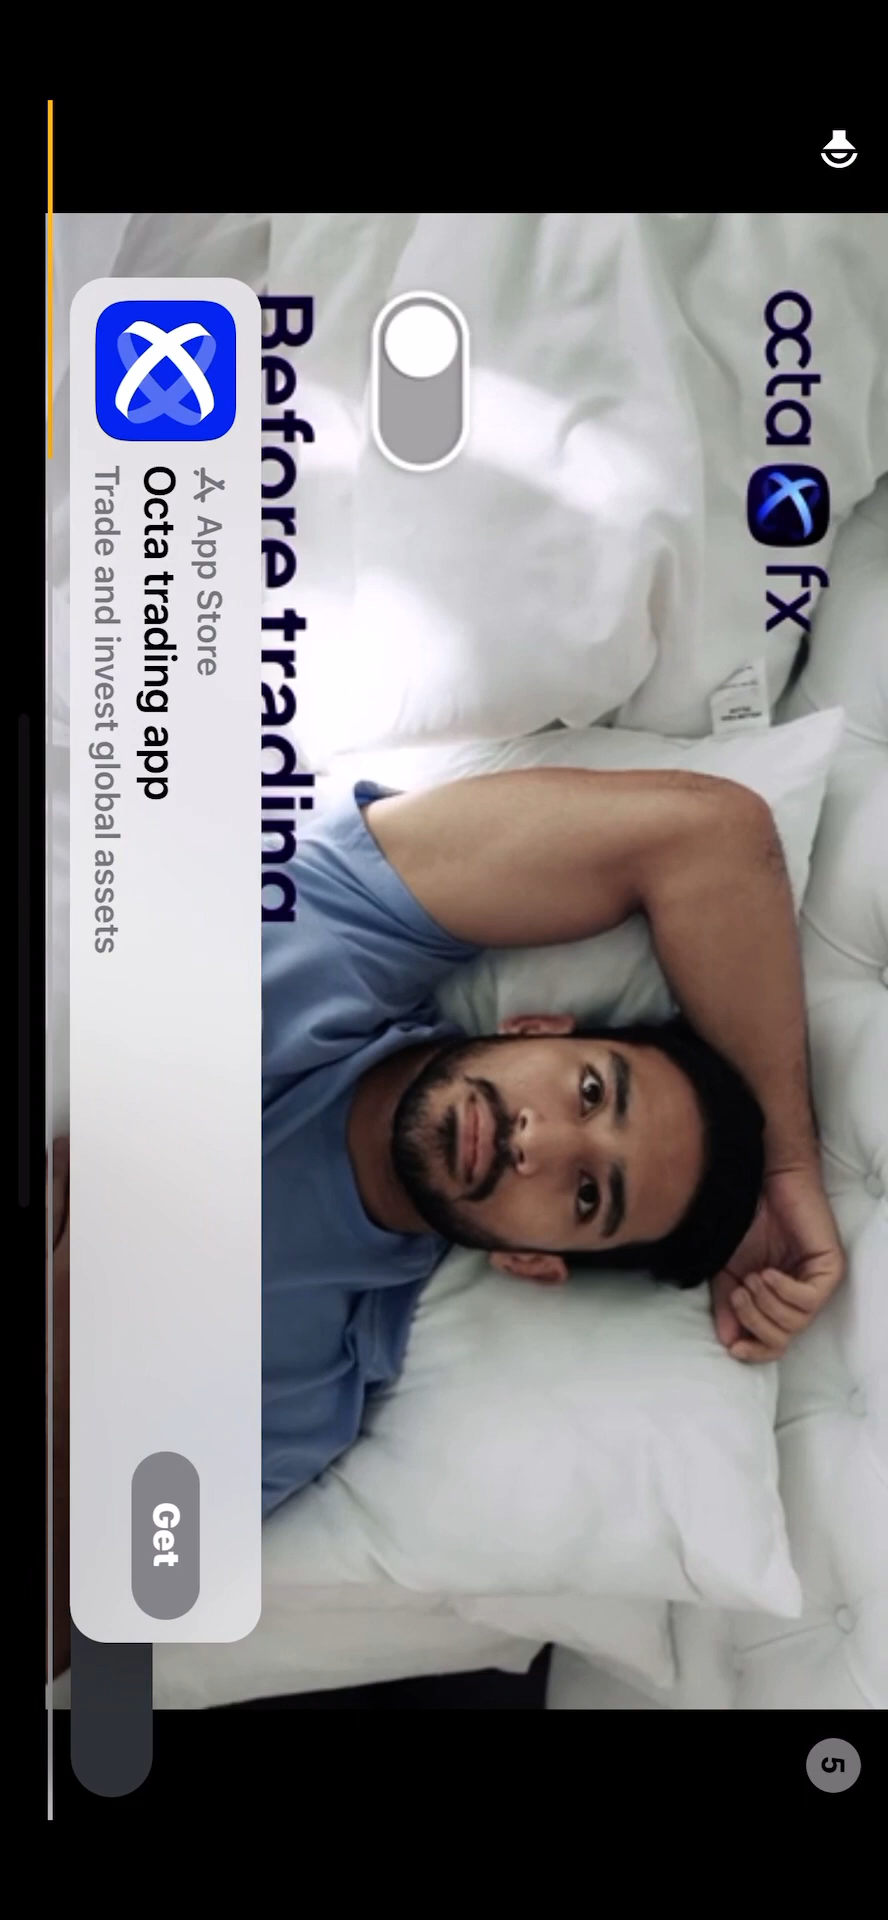 octa fx
Before trading
App Store
Octa trading app
Trade and invest global assets
Get
5